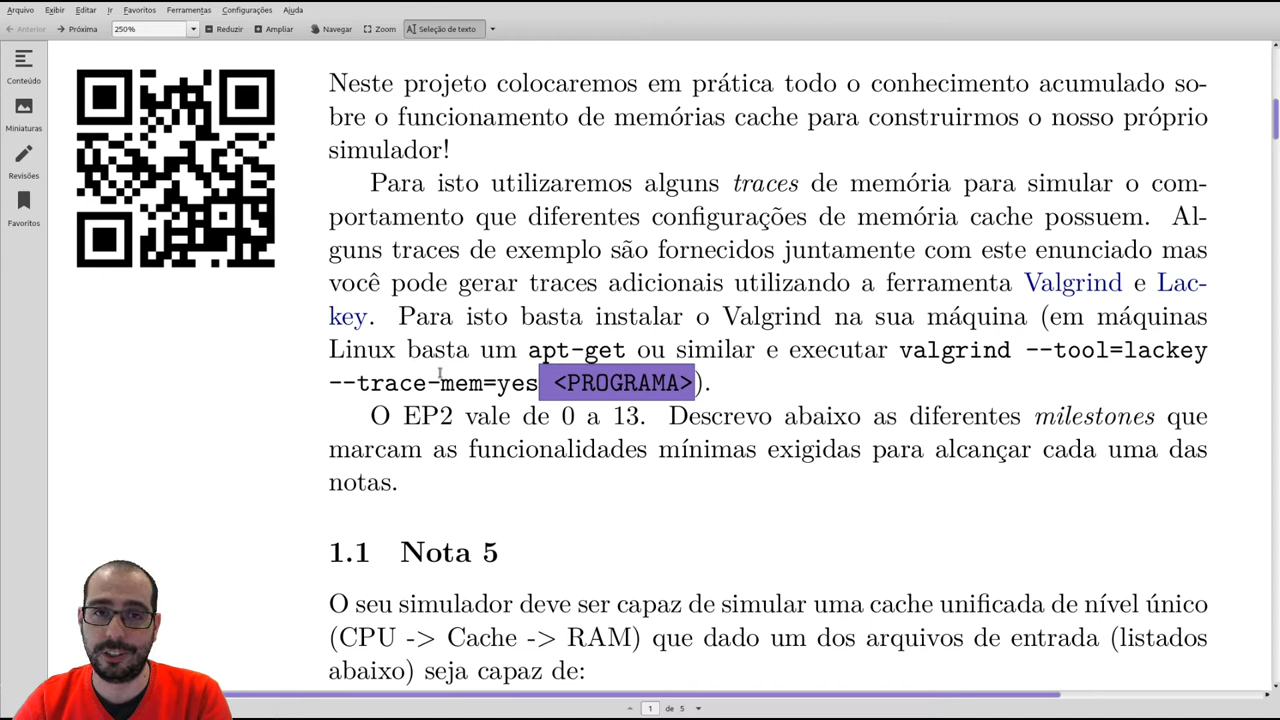 Arquivo Exibir Editar Ir Favoritos Ferramentas Configurações Ajuda
Anterior Próxima 250% Reduzir Ampliar Navegar Zoom Seleção de texto
Conteúdo
Miniaturas
Revisões
Favoritos
Neste projeto colocaremos em prática todo o conhecimento acumulado so-
bre o funcionamento de memórias cache para construirmos o nosso próprio
simulador!
Para isto utilizaremos alguns traces de memória para simular o com-
portamento que diferentes configurações de memória cache possuem. Al-
guns traces de exemplo são fornecidos juntamente com este enunciado mas
você pode gerar traces adicionais utilizando a ferramenta Valgrind e Lac-
key. Para isto basta instalar o Valgrind na sua máquina (em máquinas
Linux basta um apt-get ou similar e executar valgrind --tool=lackey
--trace-mem=yes <PROGRAMA>).
O EP2 vale de 0 a 13. Descrevo abaixo as diferentes milestones que
marcam as funcionalidades mínimas exigidas para alcançar cada uma das
notas.
1.1 Nota 5
O seu simulador deve ser capaz de simular uma cache unificada de nível único
(CPU -> Cache -> RAM) que dado um dos arquivos de entrada (listados
abaixo) seja capaz de:
1 de 5